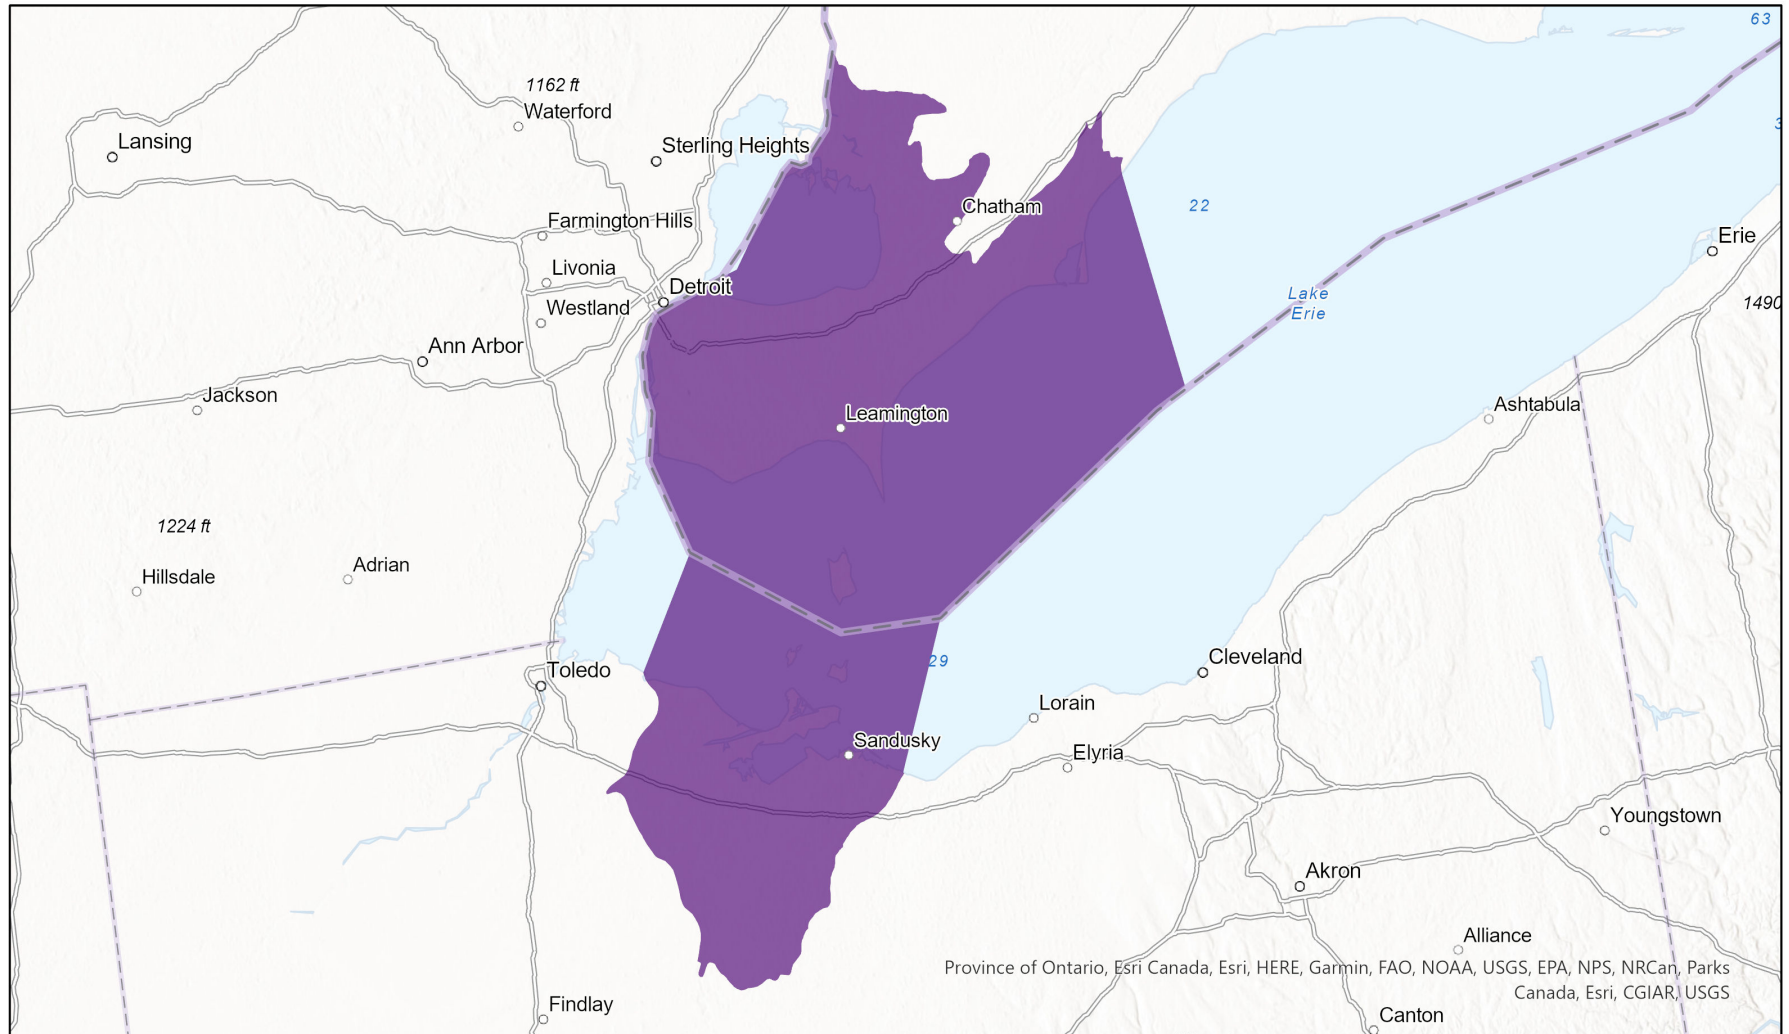 63
1162 ft
Waterford
3
Lansing
Sterling Heights
22
Chatham
Farmington Hills
Erie
Livonia
Detroit
Lake
Erie
1490
Westland
Ann Arbor
Jackson
Leamington
Ashtabula
1224 ft
Adrian
Hillsdale
29
Cleveland
Toledo
Lorain
Sandusky
Elyria
Youngstown
Akron
Alliance
Province of Ontario, Esri Canada, Esri, HERE, Garmin, FAO, NOAA, USGS, EPA, NPS, NRCan, Parks
Canada, Esri, CGIAR, USGS
Findlay
Canton